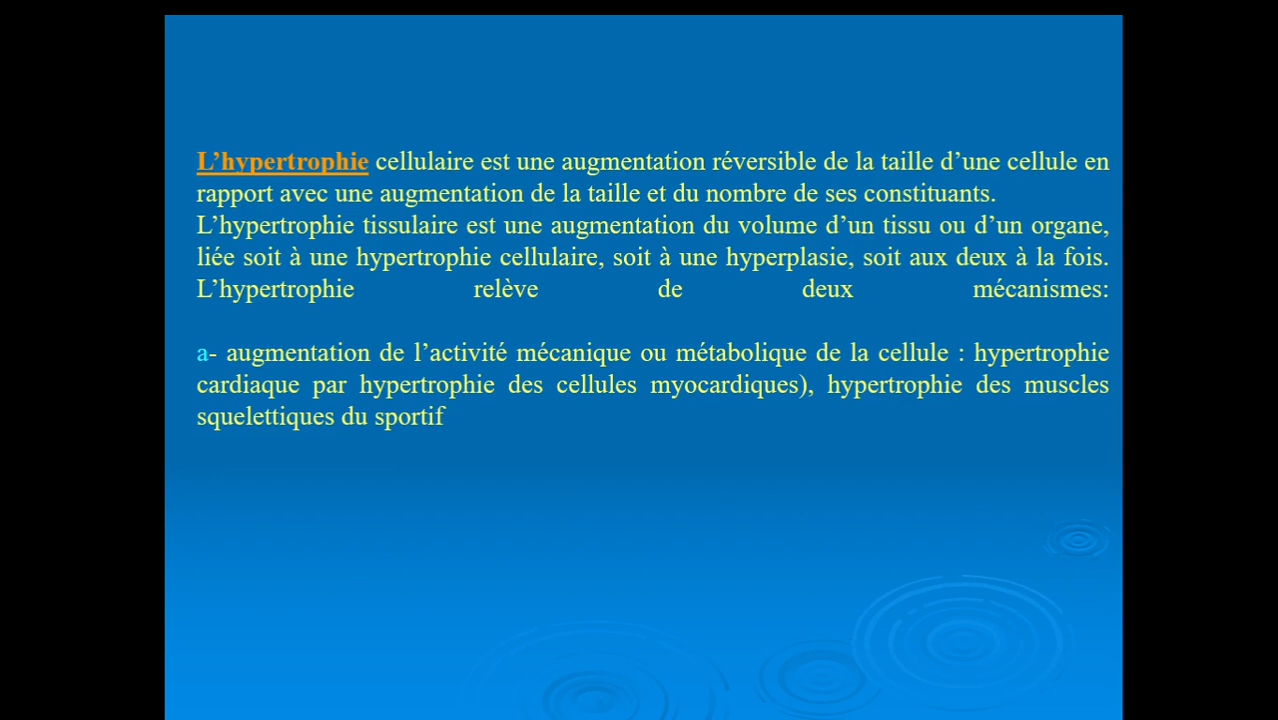 L’hypertrophie cellulaire est une augmentation réversible de la taille d’une cellule en
rapport avec une augmentation de la taille et du nombre de ses constituants.
L’hypertrophie tissulaire est une augmentation du volume d’un tissu ou d’un organe,
liée soit à une hypertrophie cellulaire, soit à une hyperplasie, soit aux deux à la fois.
L’hypertrophie relève de deux mécanismes:
a- augmentation de l’activité mécanique ou métabolique de la cellule : hypertrophie
cardiaque par hypertrophie des cellules myocardiques), hypertrophie des muscles
squelettiques du sportif